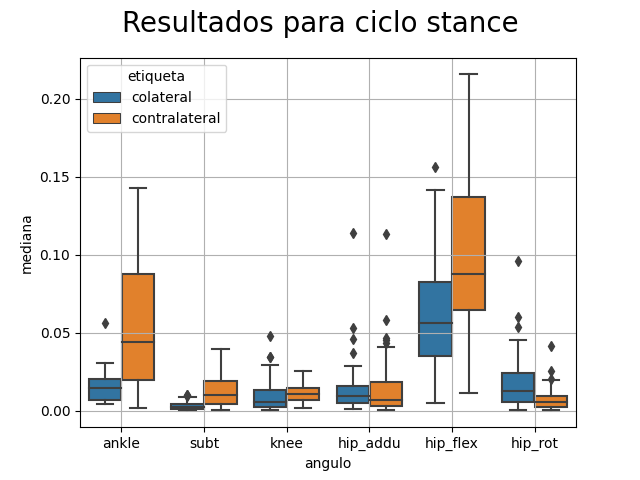 Resultados para ciclo stance
etiqueta
colateral
contralateral
0.20
0.15
0.10
0.05
0.00
mediana
ankle subt knee hip_addu hip_flex hip_rot
angulo